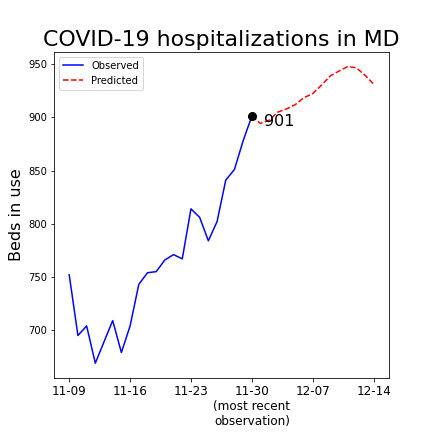 COVID-19 hospitalizations in MD
Observed
Predicted
Beds in use
950
900
850
800
750
700
901
11-09 11-16 11-23 11-30 12-07 12-14
(most recent
observation)